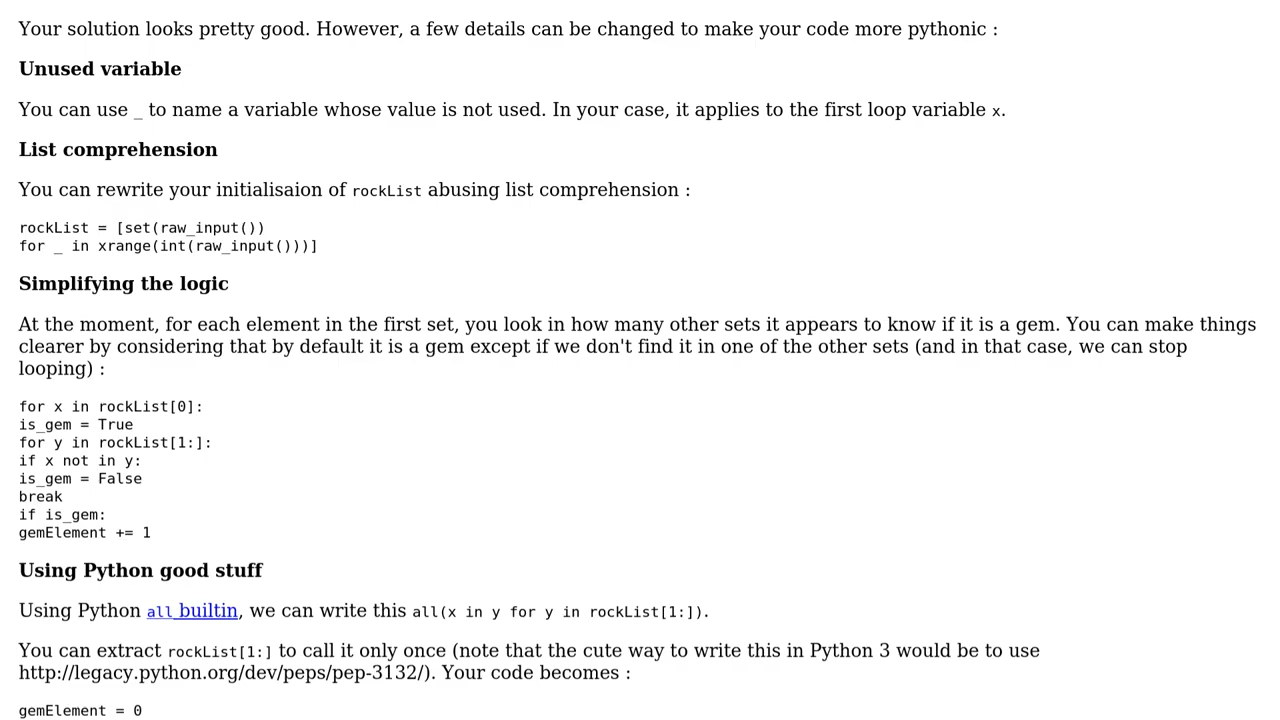 Your solution looks pretty good. However, a few details can be changed to make your code more pythonic :
Unused variable
You can use _ to name a variable whose value is not used. In your case, it applies to the first loop variable x.
List comprehension
You can rewrite your initialisaion of rockList abusing list comprehension :
rockList = [set(raw_input())
for _ in xrange(int(raw_input()))]
Simplifying the logic
At the moment, for each element in the first set, you look in how many other sets it appears to know if it is a gem. You can make things
clearer by considering that by default it is a gem except if we don't find it in one of the other sets (and in that case, we can stop
looping) :
for x in rockList[0]:
is_gem = True
for y in rockList[1:]:
if x not in y:
is_gem = False
break
if is_gem:
gemElement += 1
Using Python good stuff
Using Python all builtin, we can write this all(x in y for y in rockList[1:]).
You can extract rockList[1:] to call it only once (note that the cute way to write this in Python 3 would be to use
http://legacy.python.org/dev/peps/pep-3132/). Your code becomes :
gemElement = 0